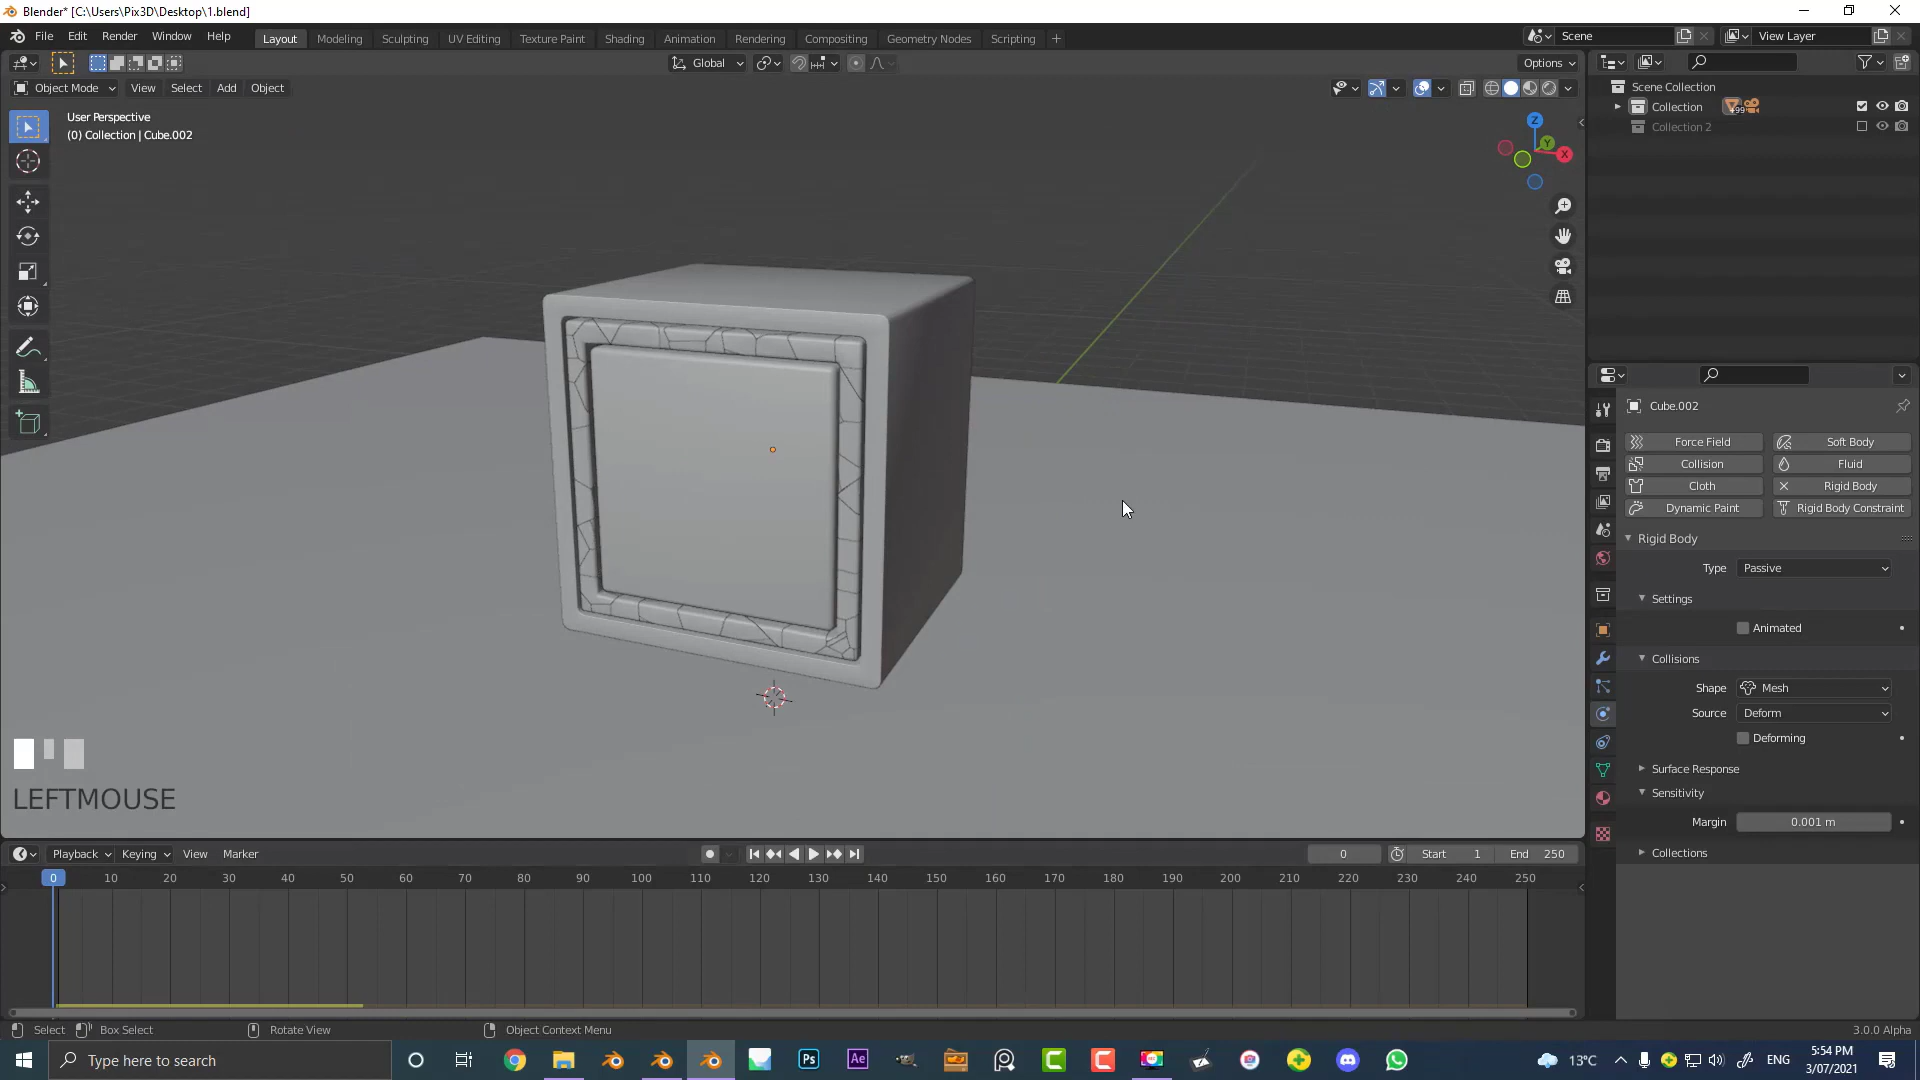 Blender* [C:\Users\Pix3D\Desktop\1.blend]
File Edit Render Window Help
Layout Modeling Sculpting UV Editing Texture Paint Shading Animation Rendering Compositing Geometry Nodes Scripting +
Scene
View Layer
Global
Options
Object Mode View Select Add Object
User Perspective
(0) Collection | Cube.002
Z
Y
X
Scene Collection
Collection +99
Collection 2
Cube.002
Force Field Soft Body
Collision Fluid
Cloth Rigid Body
Dynamic Paint Rigid Body Constraint
Rigid Body
Type Passive
Settings
Animated
Collisions
Shape Mesh
Source Deform
Deforming
Surface Response
Sensitivity
Margin 0.001 m
Collections
LEFTMOUSE
Playback Keying View Marker
0 Start 1 End 250
0 10 20 30 40 50 60 70 80 90 100 110 120 130 140 150 160 170 180 190 200 210 220 230 240 250
Select Box Select Rotate View Object Context Menu
3.0.0 Alpha
Type here to search
Ps
Ae
13°C
ENG
5:54 PM
3/07/2021